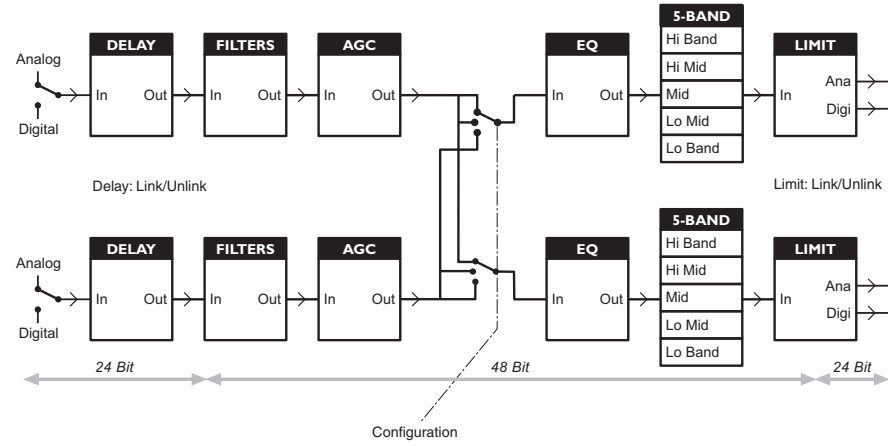 DELAY FILTERS AGC EQ 5-BAND LIMIT
Analog
Digital
In Out In Out In Out In Out
Hi Band
Hi Mid
Mid
Lo Mid
Lo Band
In Ana
Digi
Delay: Link/Unlink Limit: Link/Unlink
DELAY FILTERS AGC EQ 5-BAND LIMIT
Analog
Digital
In Out In Out In Out In Out
Hi Band
Hi Mid
Mid
Lo Mid
Lo Band
In Ana
Digi
24 Bit 48 Bit 24 Bit
Configuration